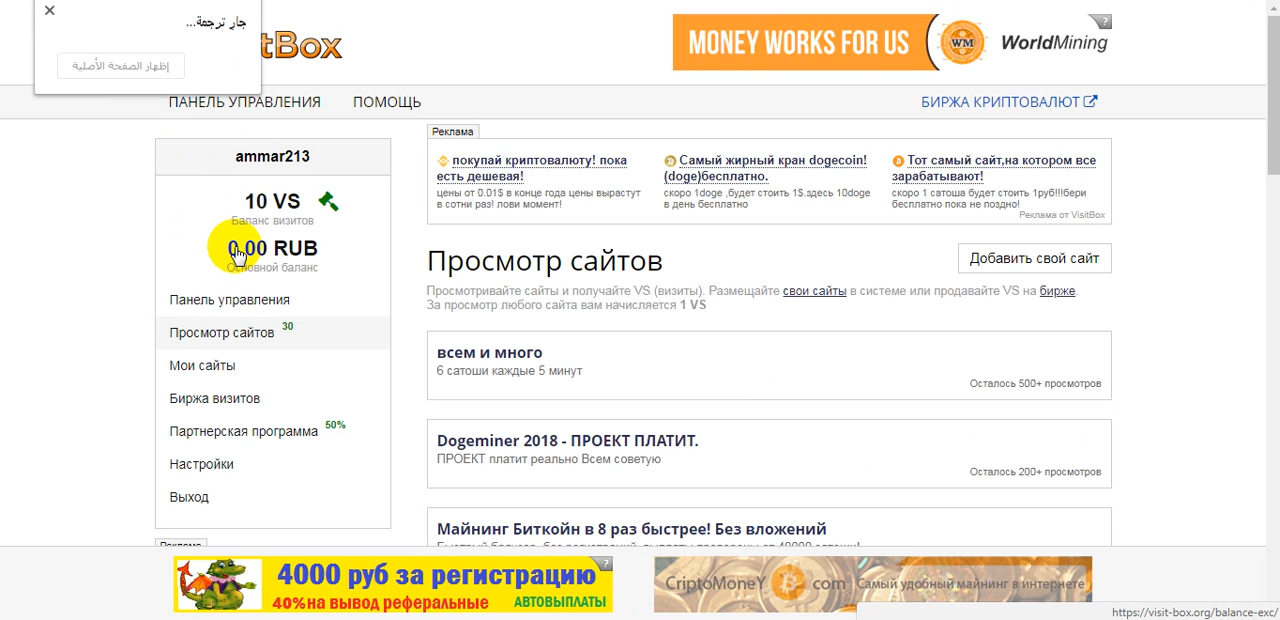 جارٍ ترجمة...
إظهار الصفحة الأصلية
tBox
MONEY WORKS FOR US
WM
WorldMining
?
ПАНЕЛЬ УПРАВЛЕНИЯ
ПОМОЩЬ
БИРЖА КРИПТОВАЛЮТ
ammar213
10 VS
Баланс визитов
0.00 RUB
Основной баланс
Панель управления
Просмотр сайтов 30
Мои сайты
Биржа визитов
Партнерская программа 50%
Настройки
Выход
Реклама
Реклама
покупай криптовалюту! пока
есть дешевая!
цены от 0.01$ в конце года цены вырастут
в сотни раз! лови момент!
Самый жирный кран dogecoin!
(doge)бесплатно.
скоро 1doge ,будет стоить 1$.здесь 10doge
в день бесплатно
Тот самый сайт,на котором все
зарабатывают!
скоро 1 сатоша будет стоить 1руб!!!бери
бесплатно пока не поздно!
Реклама от VisitBox
Просмотр сайтов
Добавить свой сайт
Просматривайте сайты и получайте VS (визиты). Размещайте свои сайты в системе или продавайте VS на бирже.
За просмотр любого сайта вам начисляется 1 VS
всем и много
6 сатоши каждые 5 минут
Осталось 500+ просмотров
Dogeminer 2018 - ПРОЕКТ ПЛАТИТ.
ПРОЕКТ платит реально Всем советую
Осталось 200+ просмотров
Майнинг Биткойн в 8 раз быстрее! Без вложений
4000 руб за регистрацию
40% на вывод реферальные
АВТОВЫПЛАТЫ
?
CriptoMoneY com
Самый удобный майнинг в интернете
https://visit-box.org/balance-exc/